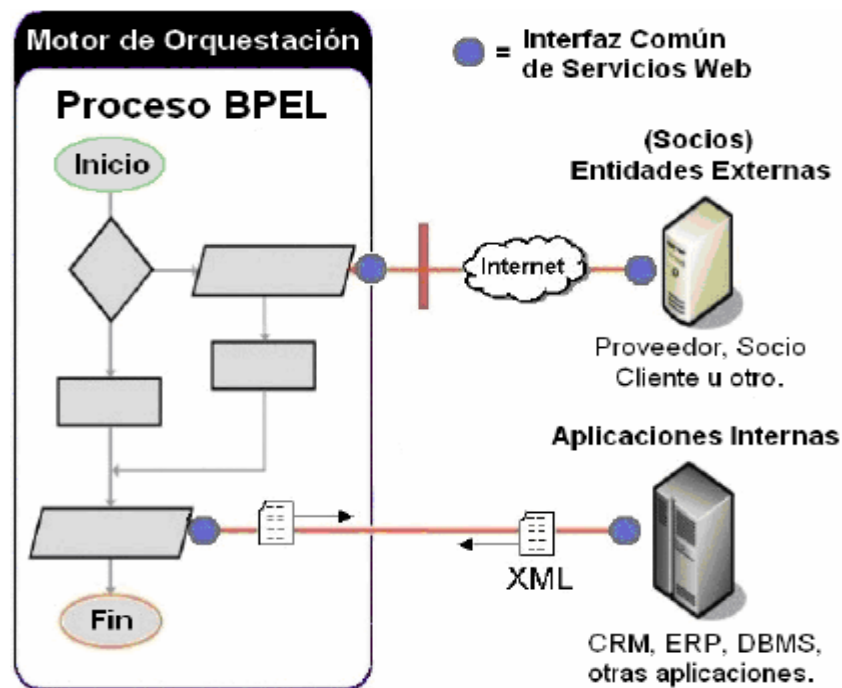 Motor de Orquestación
Proceso BPEL
Inicio
Fin
= Interfaz Común
de Servicios Web
(Socios)
Entidades Externas
Internet
Proveedor, Socio
Cliente u otro.
Aplicaciones Internas
XML
CRM, ERP, DBMS,
otras aplicaciones.